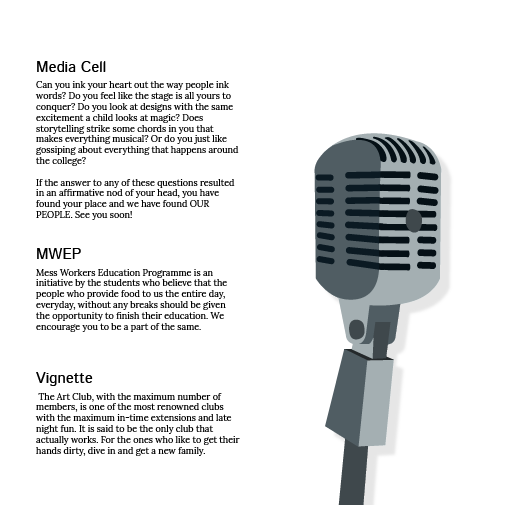 Media Cell
Can you ink your heart out the way people ink
words? Do you feel like the stage is all yours to
conquer? Do you look at designs with the same
excitement a child looks at magic? Does
storytelling strike some chords in you that
makes everything musical? Or do you just like
gossiping about everything that happens around
the college?
If the answer to any of these questions resulted
in an affirmative nod of your head, you have
found your place and we have found OUR
PEOPLE. See you soon!
MWEP
Mess Workers Education Programme is an
initiative by the students who believe that the
people who provide food to us the entire day,
everyday, without any breaks should be given
the opportunity to finish their education. We
encourage you to be a part of the same.
Vignette
The Art Club, with the maximum number of
members, is one of the most renowned clubs
with the maximum in-time extensions and late
night fun. It is said to be the only club that
actually works. For the ones who like to get their
hands dirty, dive in and get a new family.